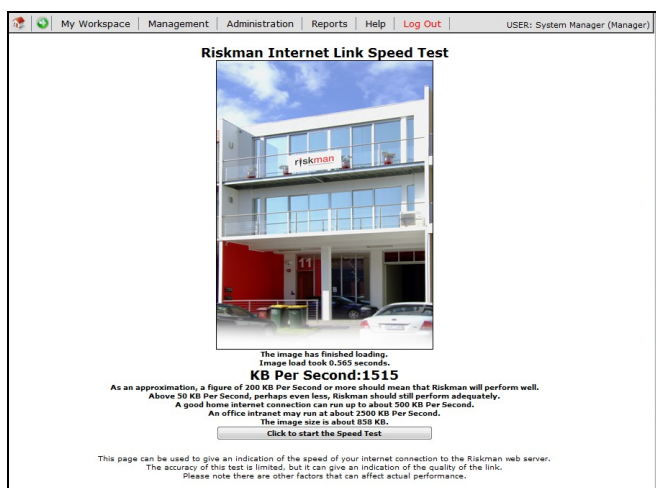 My Workspace Management Administration Reports Help Log Out USER: System Manager (Manager)
Riskman Internet Link Speed Test
riskman
11
The image has finished loading.
Image load took 0.565 seconds.
KB Per Second:1515
As an approximation, a figure of 200 KB Per Second or more should mean that Riskman will perform well.
Above 50 KB Per Second, perhaps even less, Riskman should still perform adequately.
A good home internet connection can run up to about 500 KB Per Second.
An office intranet may run at about 2500 KB Per Second.
The image size is about 858 KB.
Click to start the Speed Test
This page can be used to give an indication of the speed of your internet connection to the Riskman web server.
The accuracy of this test is limited, but it can give an indication of the quality of the link.
Please note there are other factors that can affect actual performance.